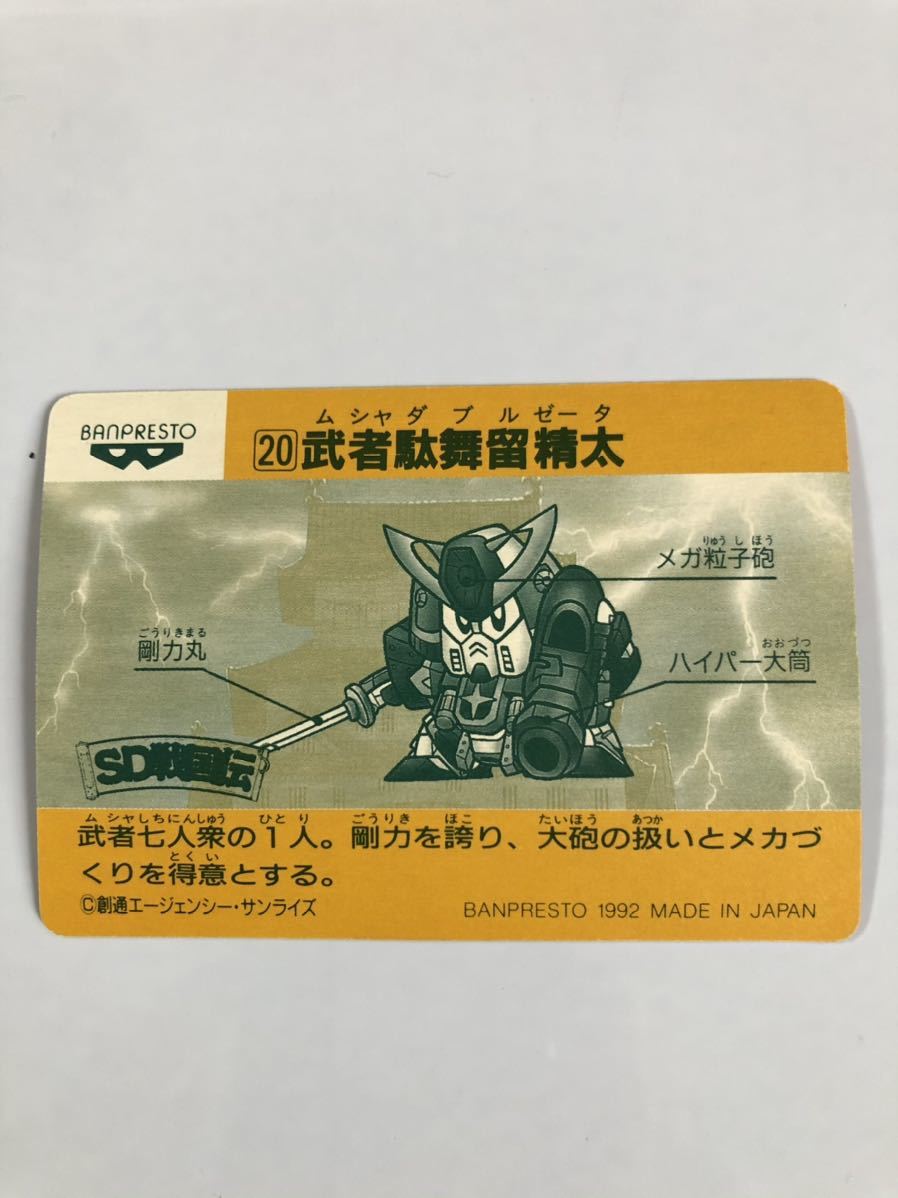 BANPRESTO
ムシャダブルゼータ
20 武者駄舞留精太
りゅうしほう
メガ粒子砲
ごうりきまる
剛力丸
おおづつ
ハイパー大筒
SD戦国伝
ムシャしちにんしゅう ひとり ごうりき ほこ たいほう あつか
武者七人衆の1人。剛力を誇り、大砲の扱いとメカづ
とくい
くりを得意とする。
©創通エージェンシー・サンライズ
BANPRESTO 1992 MADE IN JAPAN